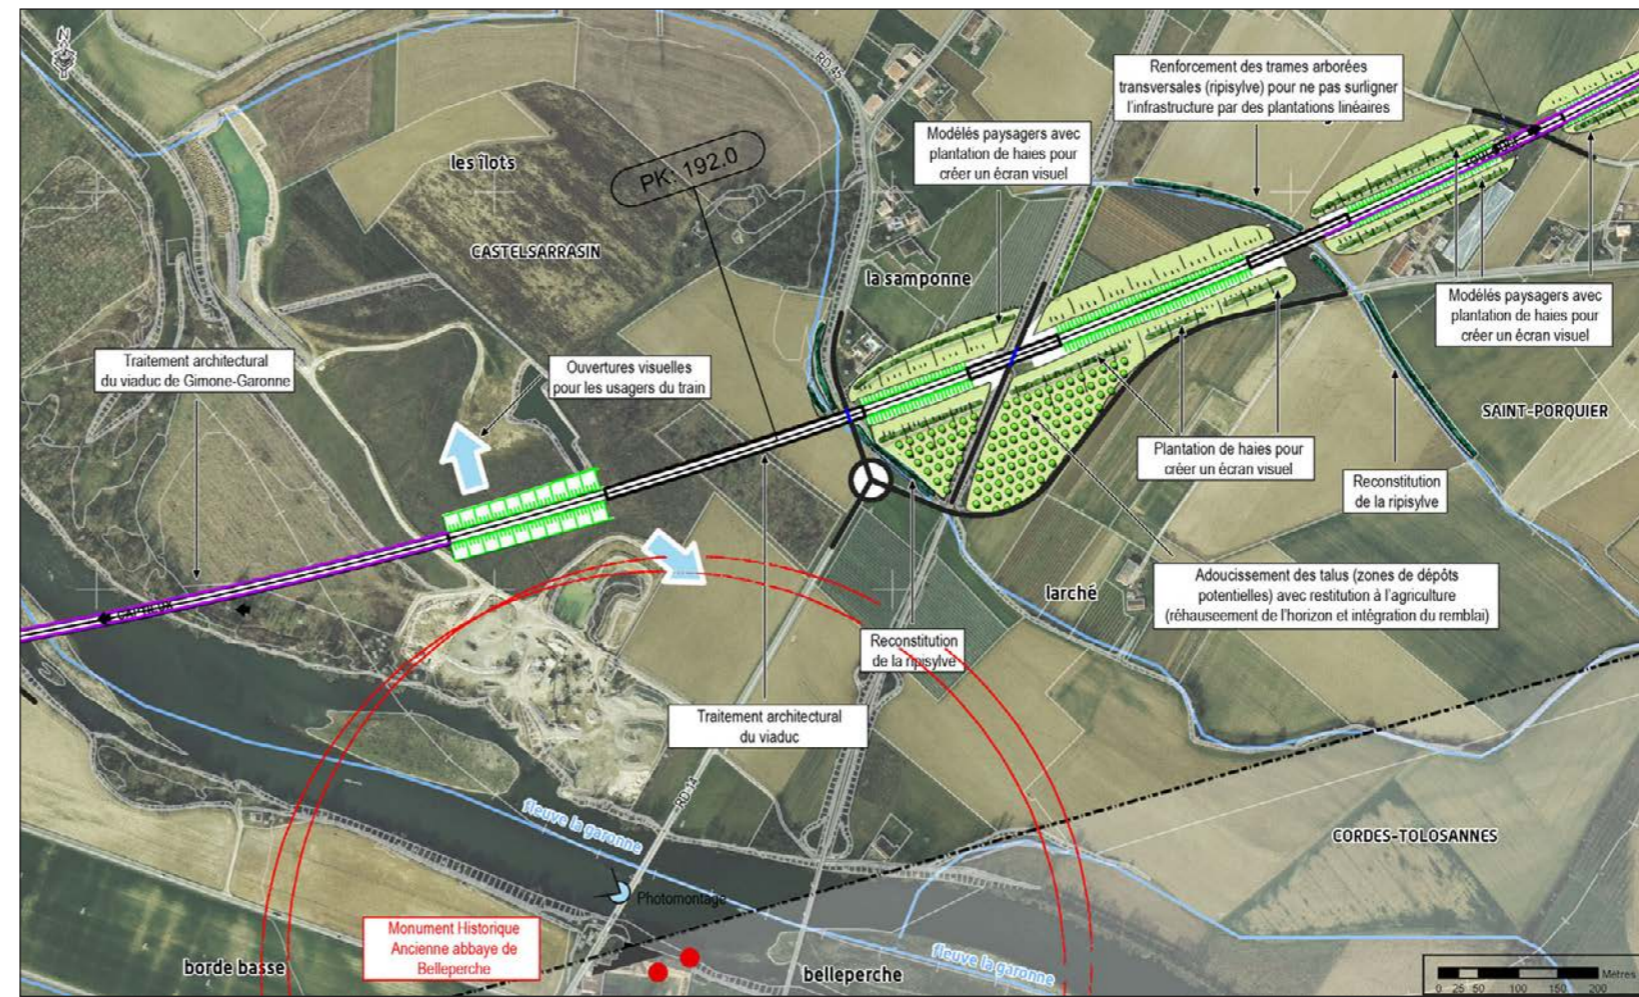 N
RD 45
Renforcement des trames arborées
transversales (ripisylve) pour ne pas surligner
l'infrastructure par des plantations linéaires
Modélés paysagers avec
plantation de haies pour
créer un écran visuel
les îlots
PK: 192.0
CASTELSARRASIN
la samponne
Modélés paysagers avec
plantation de haies pour
créer un écran visuel
Traitement architectural
du viaduc de Gimone-Garonne
Ouvertures visuelles
pour les usagers du train
SAINT-PORQUIER
Plantation de haies pour
créer un écran visuel
Reconstitution
de la ripisylve
larché
Adoucissement des talus (zones de dépôts
potentielles) avec restitution à l'agriculture
(réhauseement de l'horizon et intégration du remblai)
Reconstitution
de la ripisylve
Traitement architectural
du viaduc
RD 14
fleuve la garonne
CORDES-TOLOSANNES
Photomontage
Monument Historique
Ancienne abbaye de
Belleperche
borde basse
belleperche
fleuve la garonne
Mètres
0 25 50 100 150 200